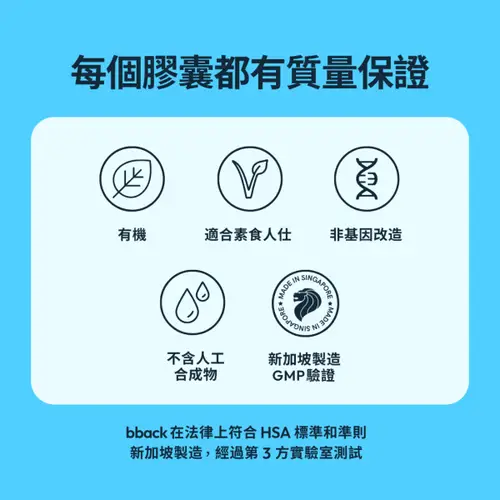 每個膠囊都有質量保證
有機
適合素食人仕
非基因改造
不含人工
合成物
MADE IN SINGAPORE
MADE IN SINGAPORE
新加坡製造
GMP驗證
bback 在法律上符合 HSA 標準和準則
新加坡製造，經過第 3 方實驗室測試